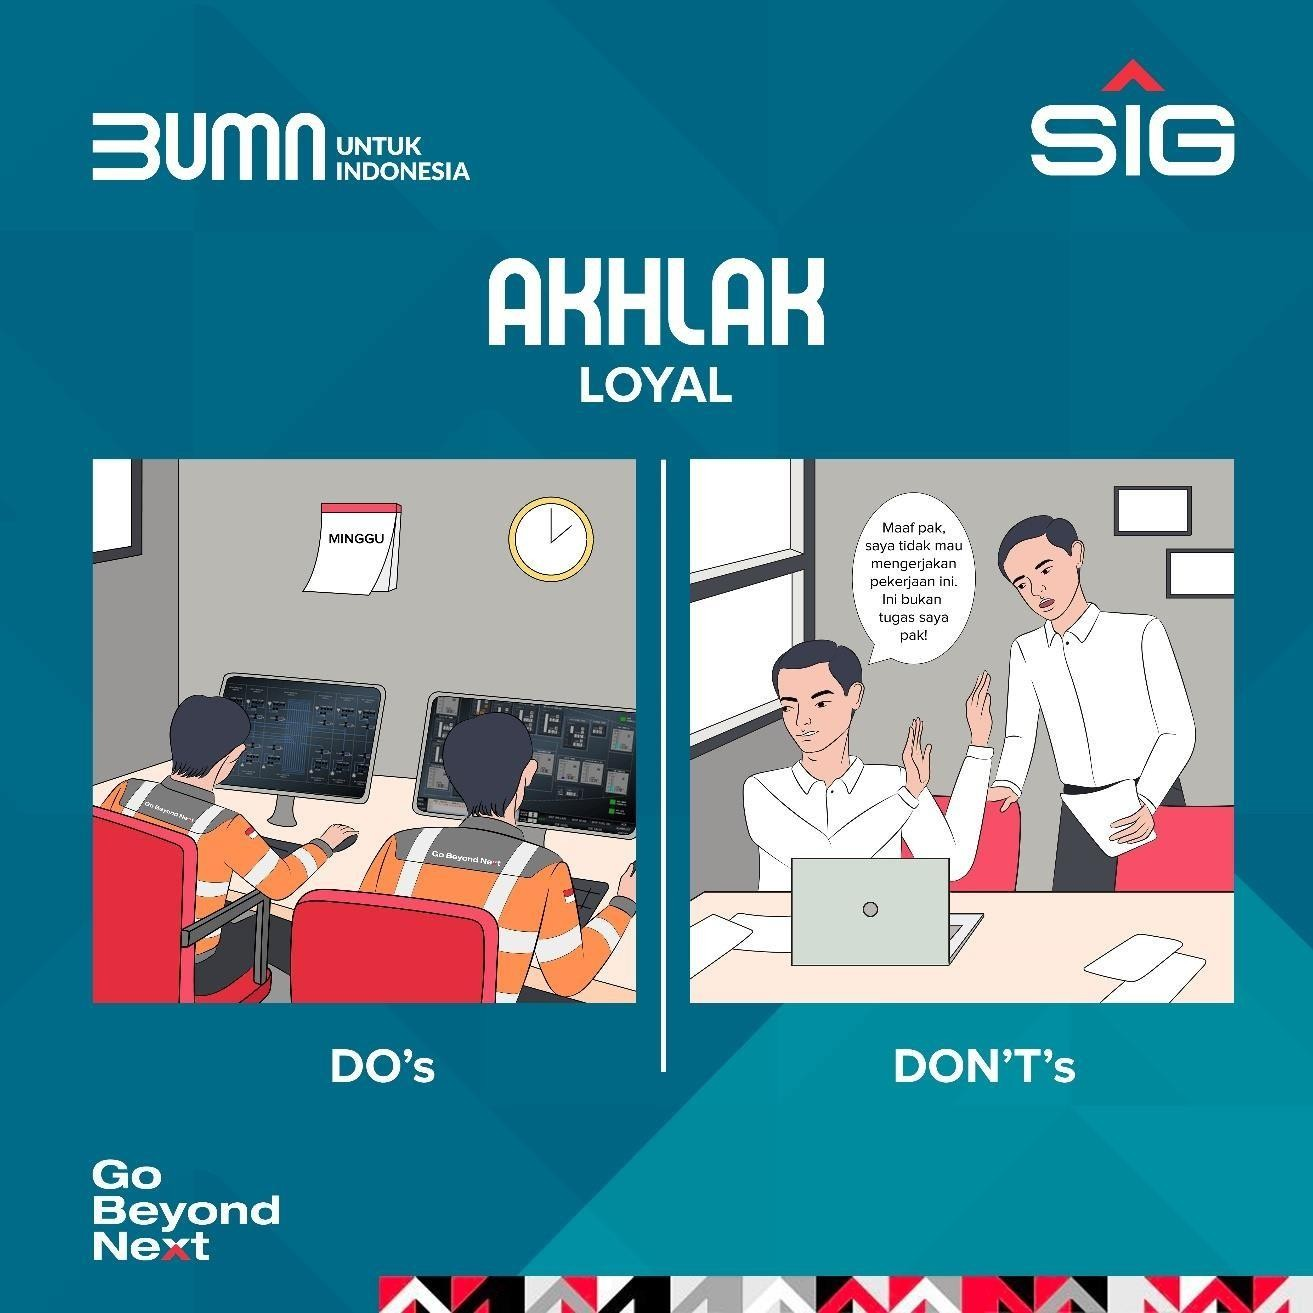 BUMN UNTUK
INDONESIA
SIG
AKHLAK
LOYAL
MINGGU
Go Beyond Next
Go Beyond Next
Maaf pak,
saya tidak mau
mengerjakan
pekerjaan ini.
Ini bukan
tugas saya
pak!
DO's
DON'T's
Go
Beyond
Next